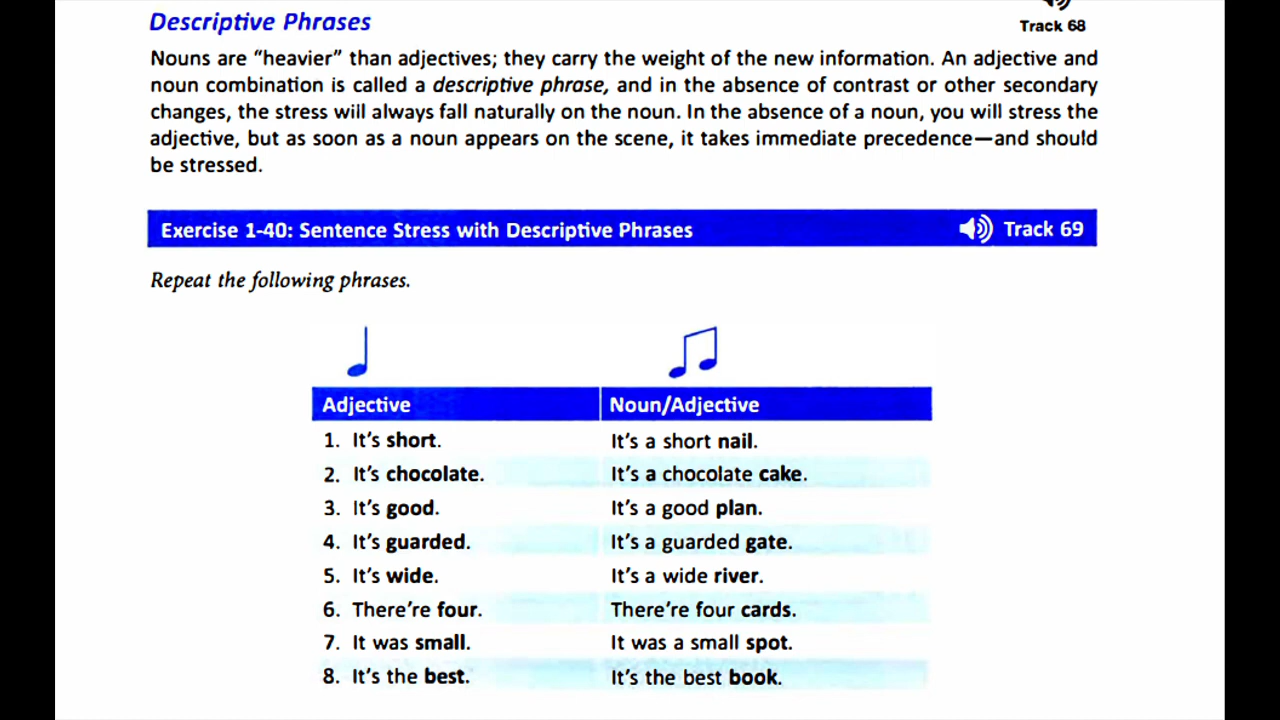 Descriptive Phrases
Track 68
Nouns are “heavier” than adjectives; they carry the weight of the new information. An adjective and
noun combination is called a descriptive phrase, and in the absence of contrast or other secondary
changes, the stress will always fall naturally on the noun. In the absence of a noun, you will stress the
adjective, but as soon as a noun appears on the scene, it takes immediate precedence—and should
be stressed.
Exercise 1-40: Sentence Stress with Descriptive Phrases Track 69
Repeat the following phrases.
Adjective Noun/Adjective
1. It’s short. It’s a short nail.
2. It’s chocolate. It’s a chocolate cake.
3. It’s good. It’s a good plan.
4. It’s guarded. It’s a guarded gate.
5. It’s wide. It’s a wide river.
6. There’re four. There’re four cards.
7. It was small. It was a small spot.
8. It’s the best. It’s the best book.